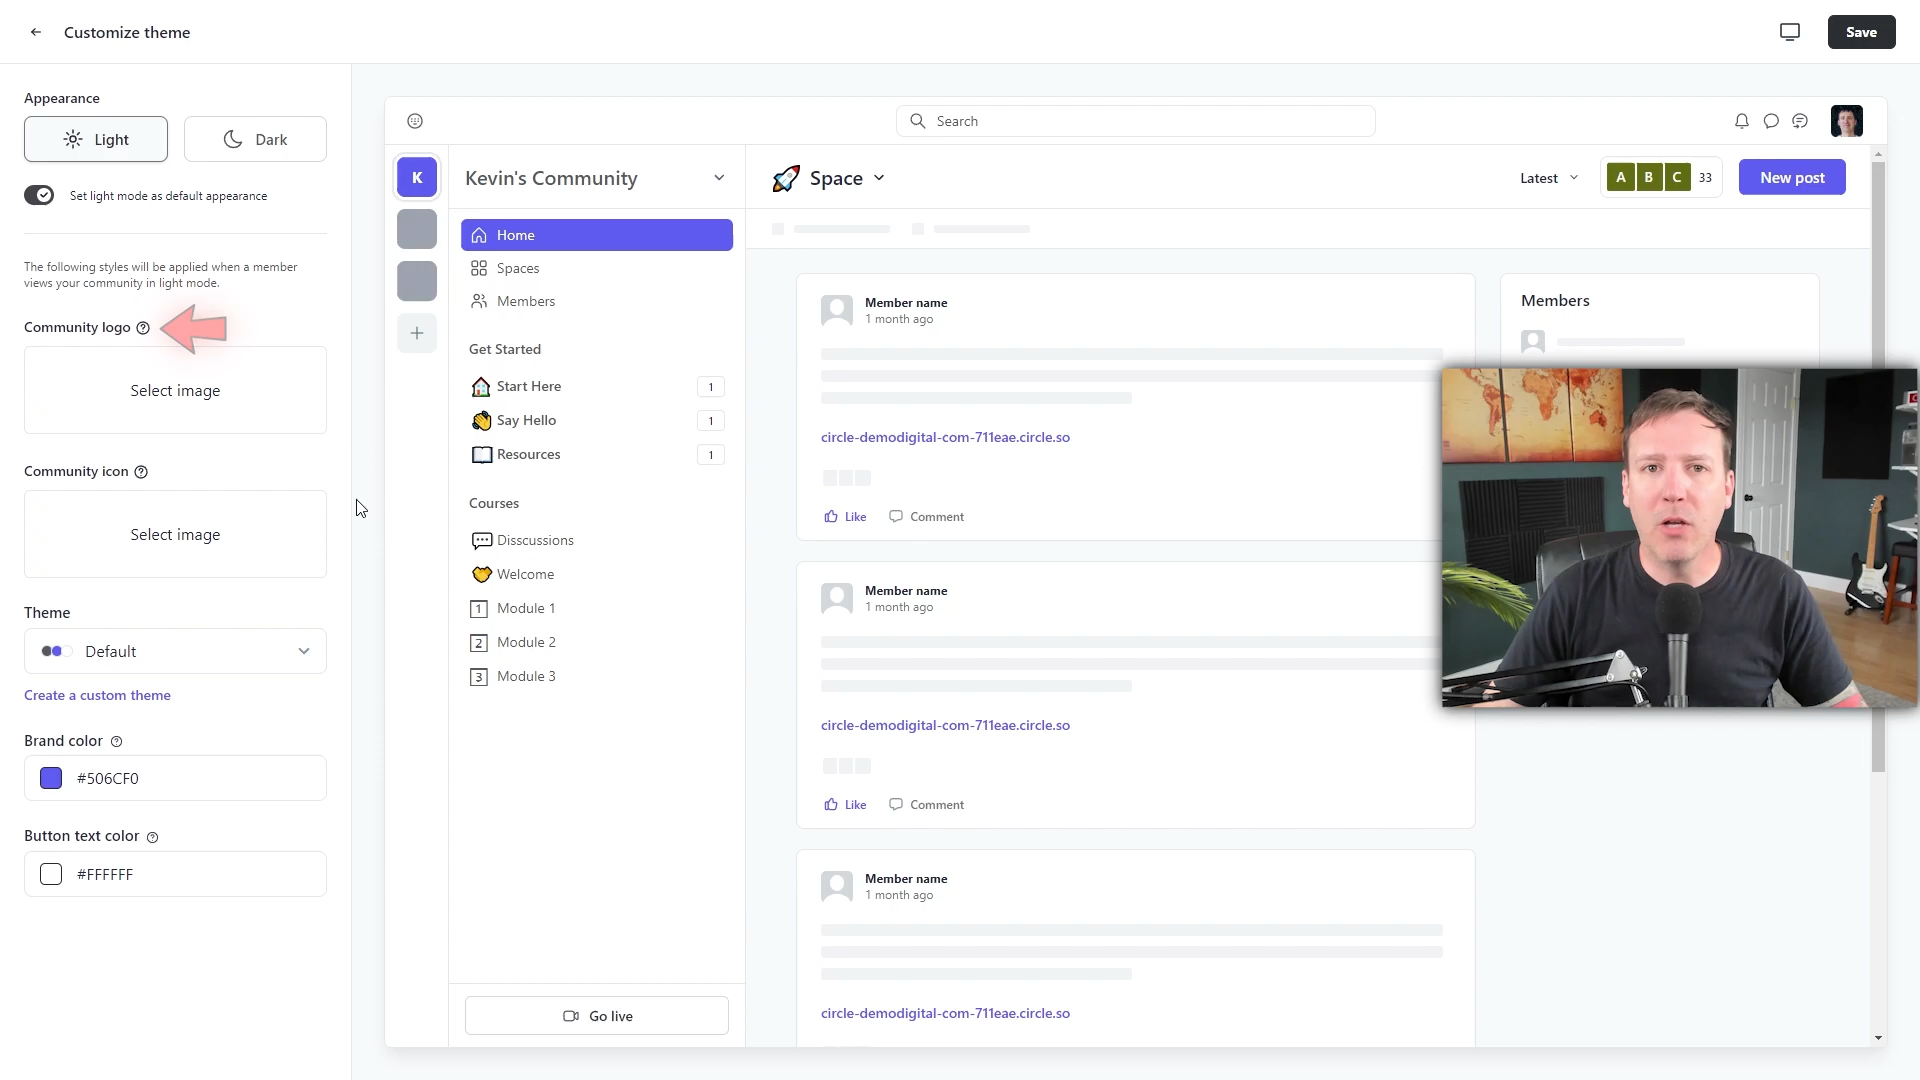 Customize theme
Save
Appearance
Light
Dark
Set light mode as default appearance
The following styles will be applied when a member
views your community in light mode.
Community logo
Select image
Community icon
Select image
Theme
Default
Create a custom theme
Brand color
#506CF0
Button text color
#FFFFFF
Search
K
Kevin's Community
Home
Spaces
Members
Get Started
Start Here 1
Say Hello 1
Resources 1
Courses
Disscussions
Welcome
1 Module 1
2 Module 2
3 Module 3
Go live
Space
Latest
A B C 33
New post
Member name
1 month ago
circle-demodigital-com-711eae.circle.so
Like Comment
Member name
1 month ago
circle-demodigital-com-711eae.circle.so
Like Comment
Member name
1 month ago
circle-demodigital-com-711eae.circle.so
Members